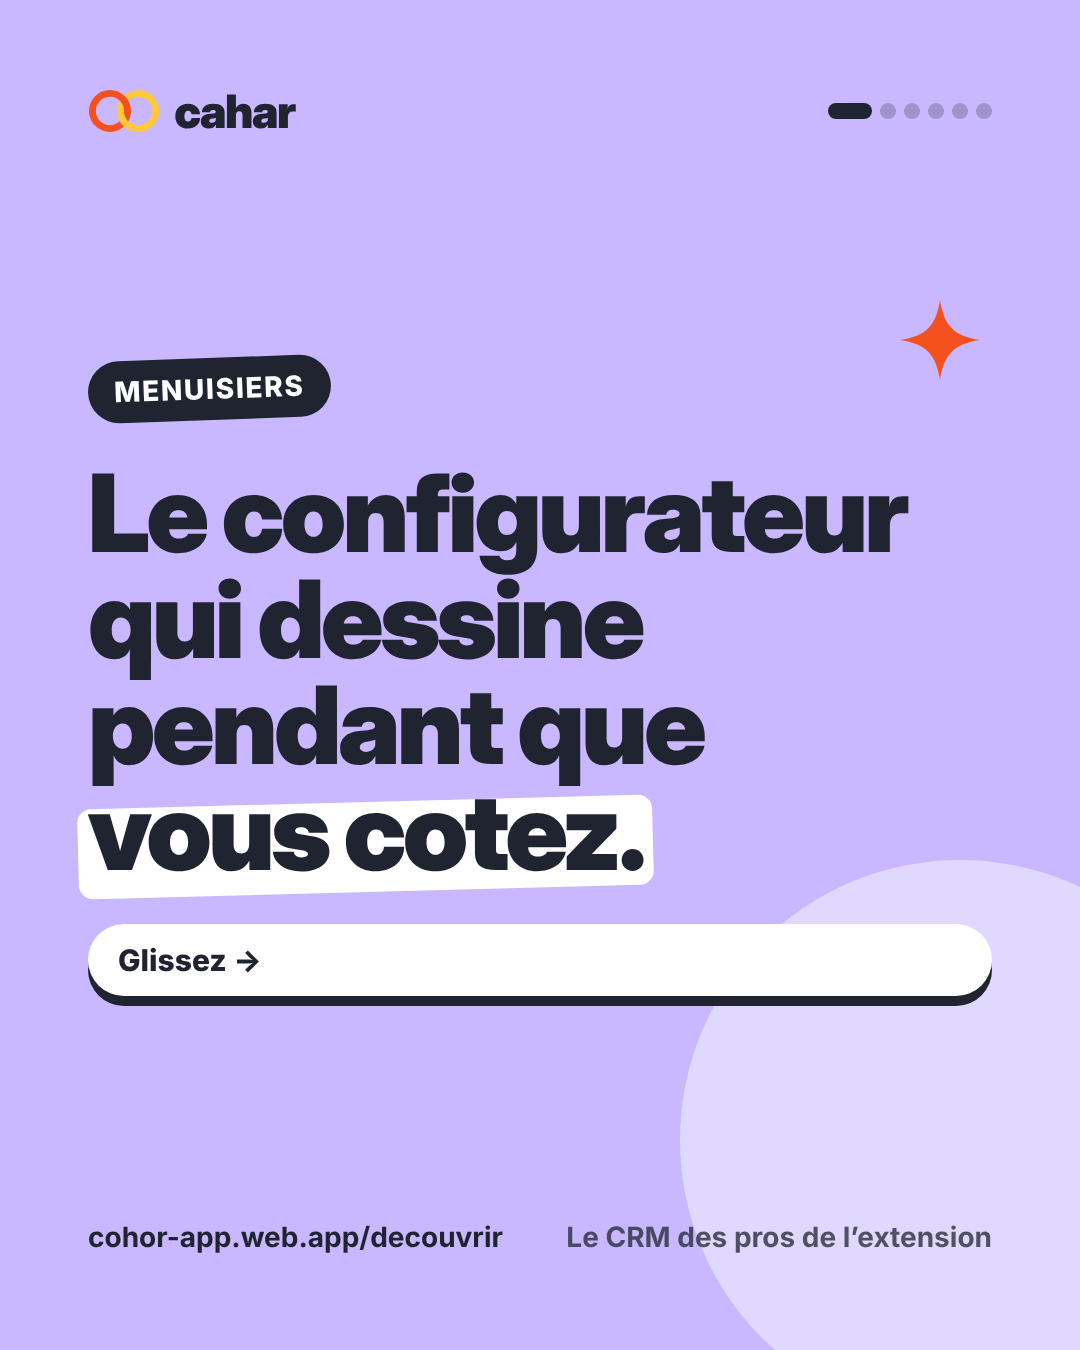 cahar
MENUISIERS
Le configurateur
qui dessine
pendant que
vous cotez.
Glissez →
cohor-app.web.app/decouvrir
Le CRM des pros de l’extension